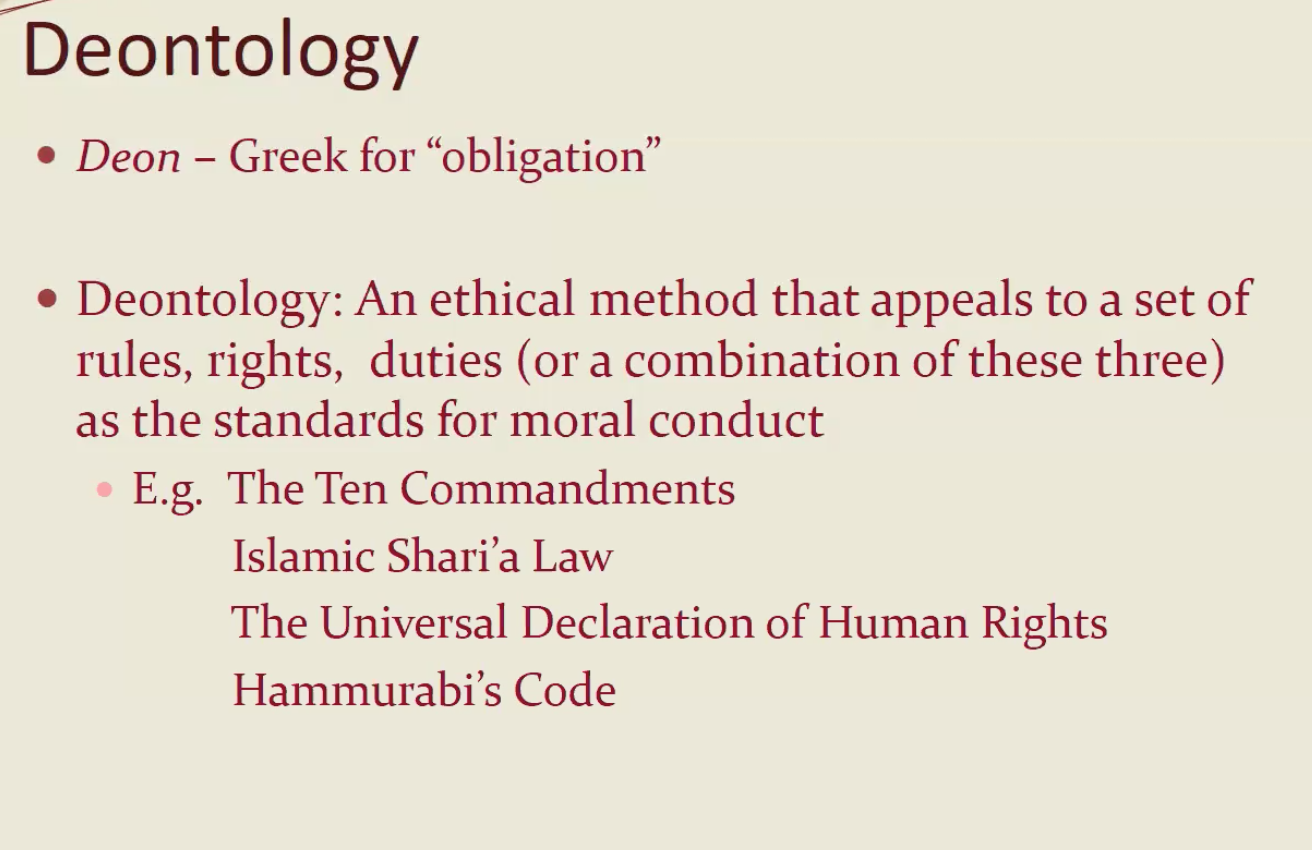 Deontology
• Deon – Greek for “obligation”
• Deontology: An ethical method that appeals to a set of
rules, rights,  duties (or a combination of these three)
as the standards for moral conduct
• E.g.  The Ten Commandments
Islamic Shari’a Law
The Universal Declaration of Human Rights
Hammurabi’s Code